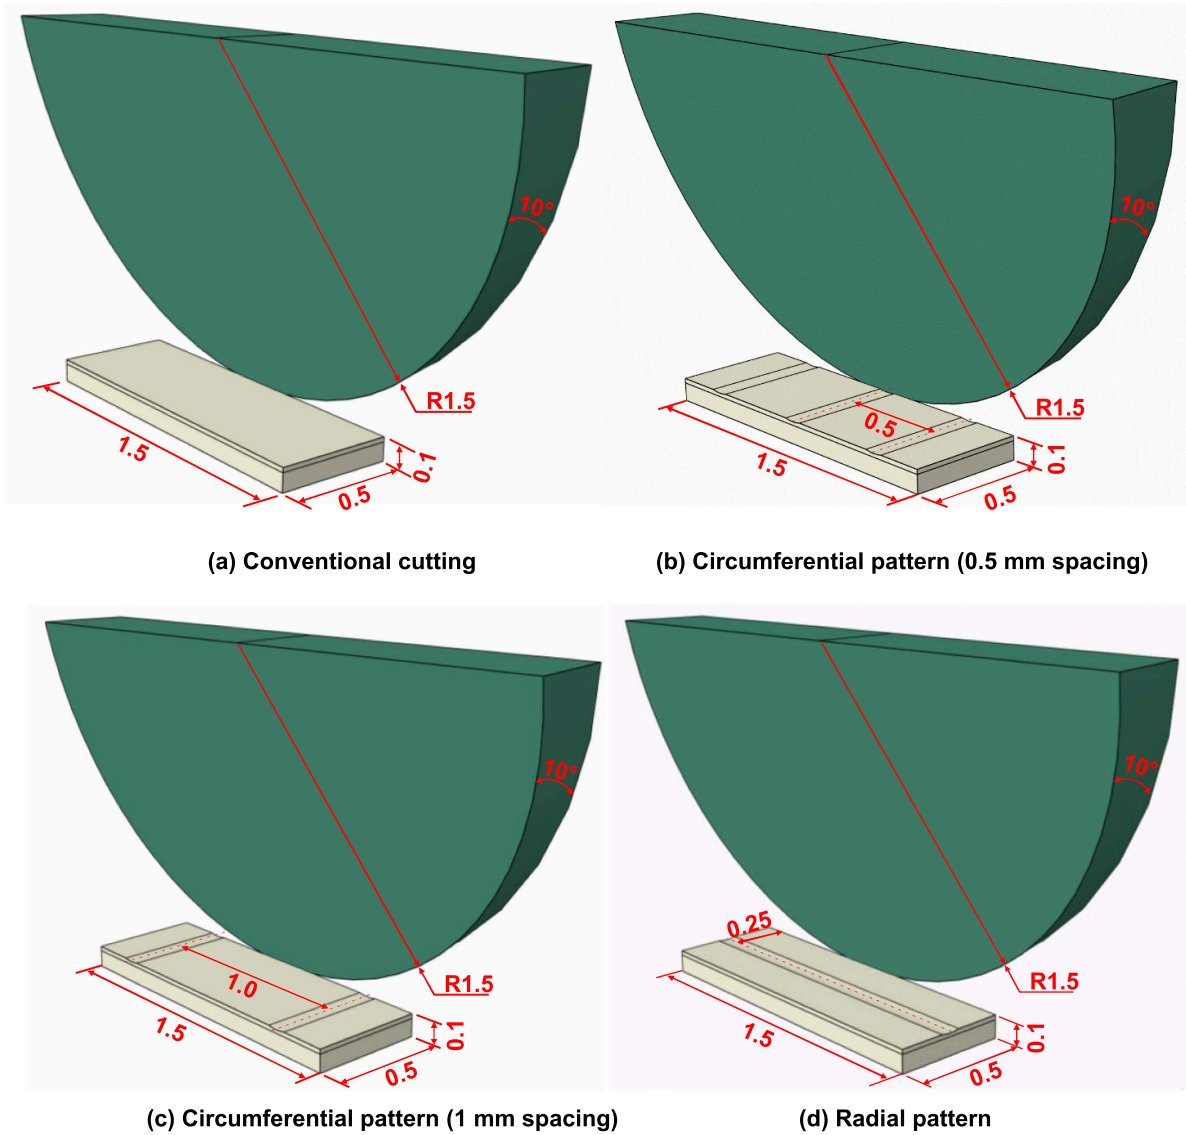 10°
R1.5
1.5
0.5
0.1
(a) Conventional cutting
10°
R1.5
0.5
1.5
0.5
0.1
(b) Circumferential pattern (0.5 mm spacing)
10°
R1.5
1.0
1.5
0.5
0.1
(c) Circumferential pattern (1 mm spacing)
10°
0.25
R1.5
1.5
0.5
0.1
(d) Radial pattern